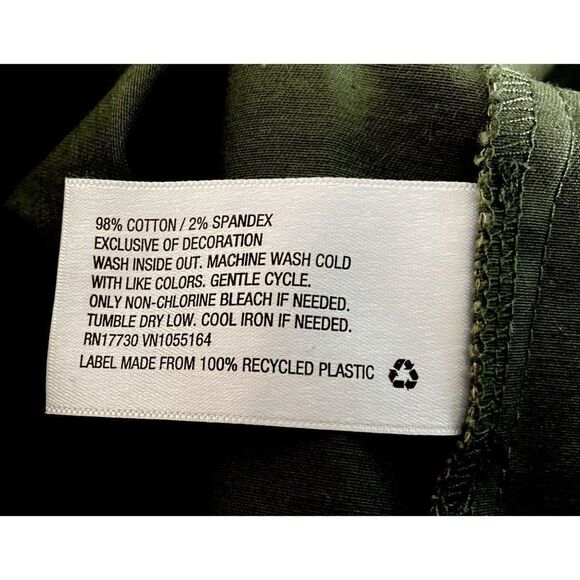 98% COTTON / 2% SPANDEX
EXCLUSIVE OF DECORATION
WASH INSIDE OUT. MACHINE WASH COLD
WITH LIKE COLORS. GENTLE CYCLE.
ONLY NON-CHLORINE BLEACH IF NEEDED.
TUMBLE DRY LOW. COOL IRON IF NEEDED.
RN17730 VN1055164
LABEL MADE FROM 100% RECYCLED PLASTIC